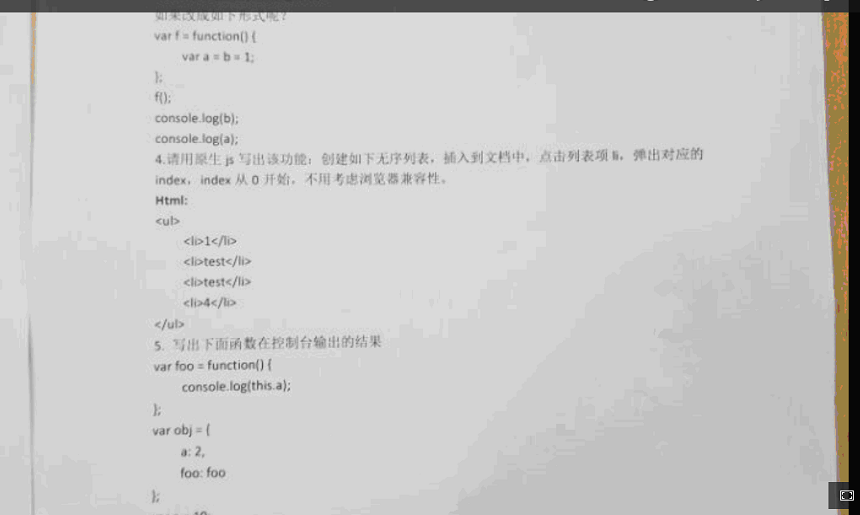 如果改成如下形式呢？
var f = function() {
var a = b = 1;
};
f();
console.log(b);
console.log(a);
4.请用原生 js 写出该功能：创建如下无序列表，插入到文档中，点击列表项 li，弹出对应的
index，index 从 0 开始，不用考虑浏览器兼容性。
Html:
<ul>
<li>1</li>
<li>test</li>
<li>test</li>
<li>4</li>
</ul>
5. 写出下面函数在控制台输出的结果
var foo = function() {
console.log(this.a);
};
var obj = {
a: 2,
foo: foo
};